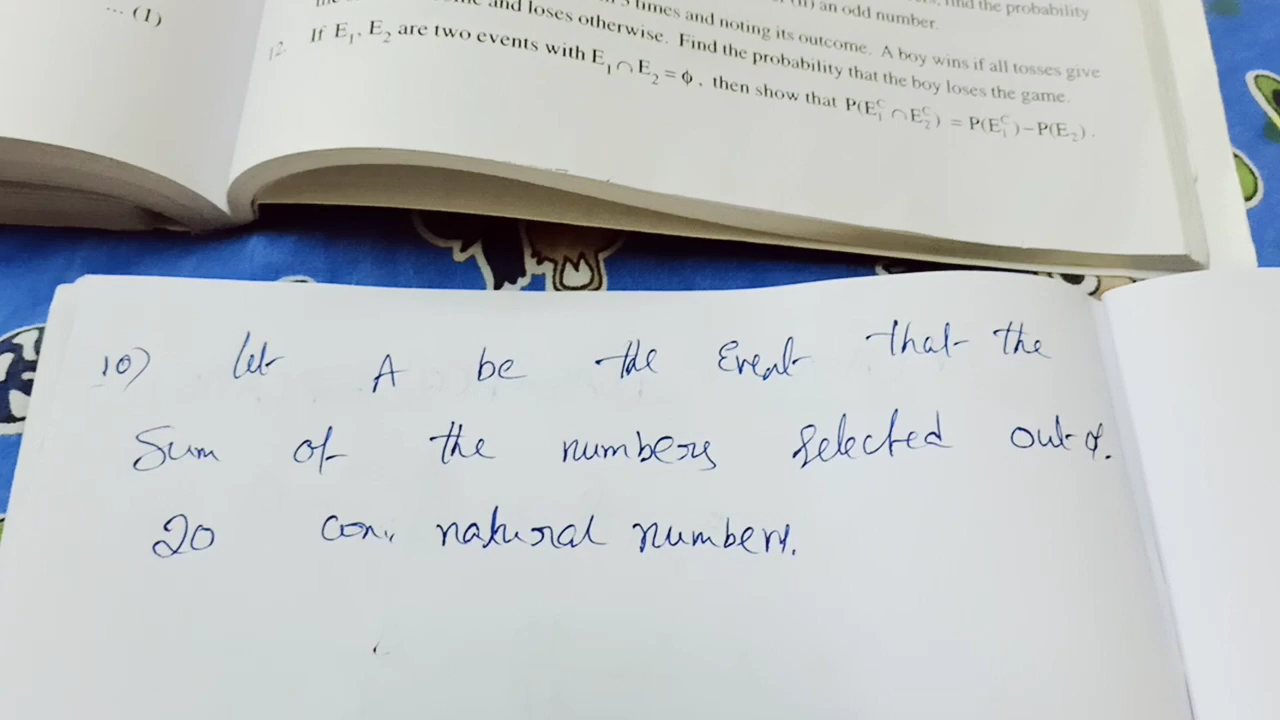 ... (1)
(ii) an odd number. find the probability
times and noting its outcome. A boy wins if all tosses give
and loses otherwise. Find the probability that the boy loses the game.
12. If E₁, E₂ are two events with E₁ ∩ E₂ = ϕ, then show that P(E₁ᶜ ∩ E₂ᶜ) = P(E₁ᶜ) – P(E₂).
10) Let A be the Event that the
Sum of the numbers selected out of.
20 con. natural numbers.